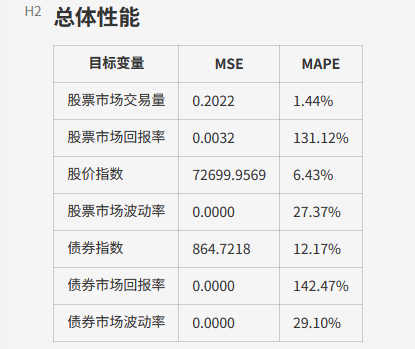 H2 总体性能
目标变量 MSE MAPE
股票市场交易量 0.2022 1.44%
股票市场回报率 0.0032 131.12%
股价指数 72699.9569 6.43%
股票市场波动率 0.0000 27.37%
债券指数 864.7218 12.17%
债券市场回报率 0.0000 142.47%
债券市场波动率 0.0000 29.10%